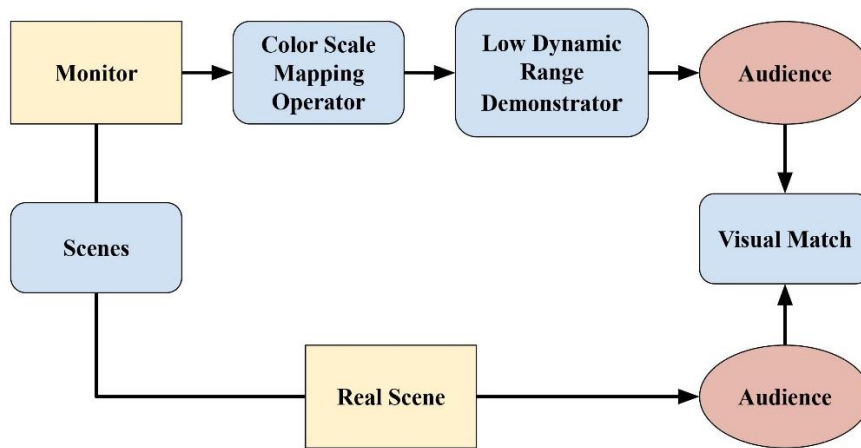 Monitor
Color Scale
Mapping
Operator
Low Dynamic
Range
Demonstrator
Audience
Scenes
Visual Match
Real Scene
Audience